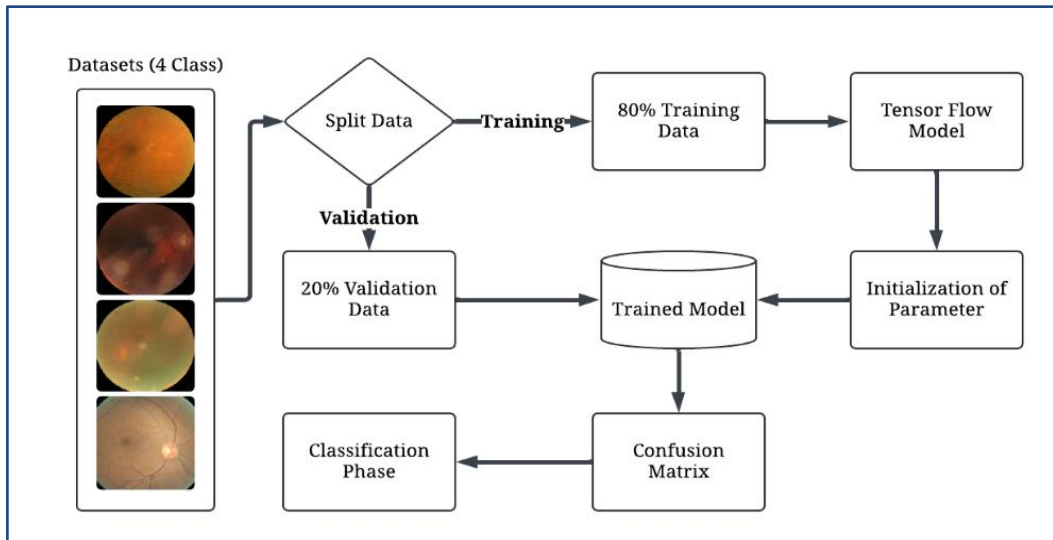 Datasets (4 Class)
Split Data
Training
80% Training
Data
Tensor Flow
Model
Validation
20% Validation
Data
Trained Model
Initialization of
Parameter
Classification
Phase
Confusion
Matrix